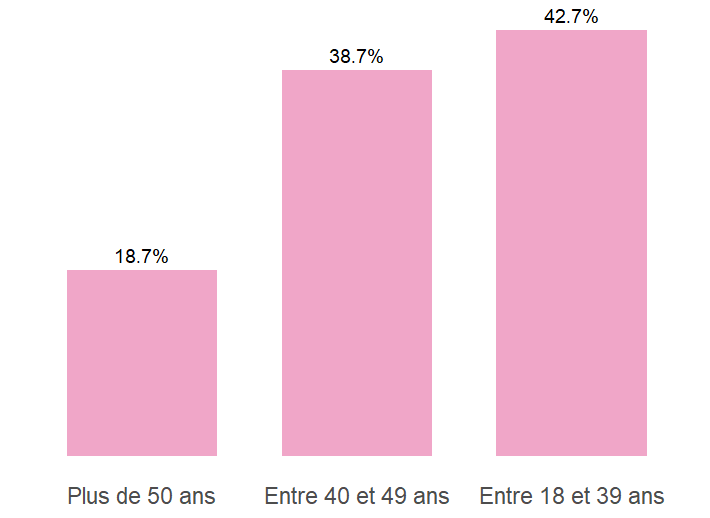 42.7%
38.7%
18.7%
Plus de 50 ans
Entre 40 et 49 ans
Entre 18 et 39 ans